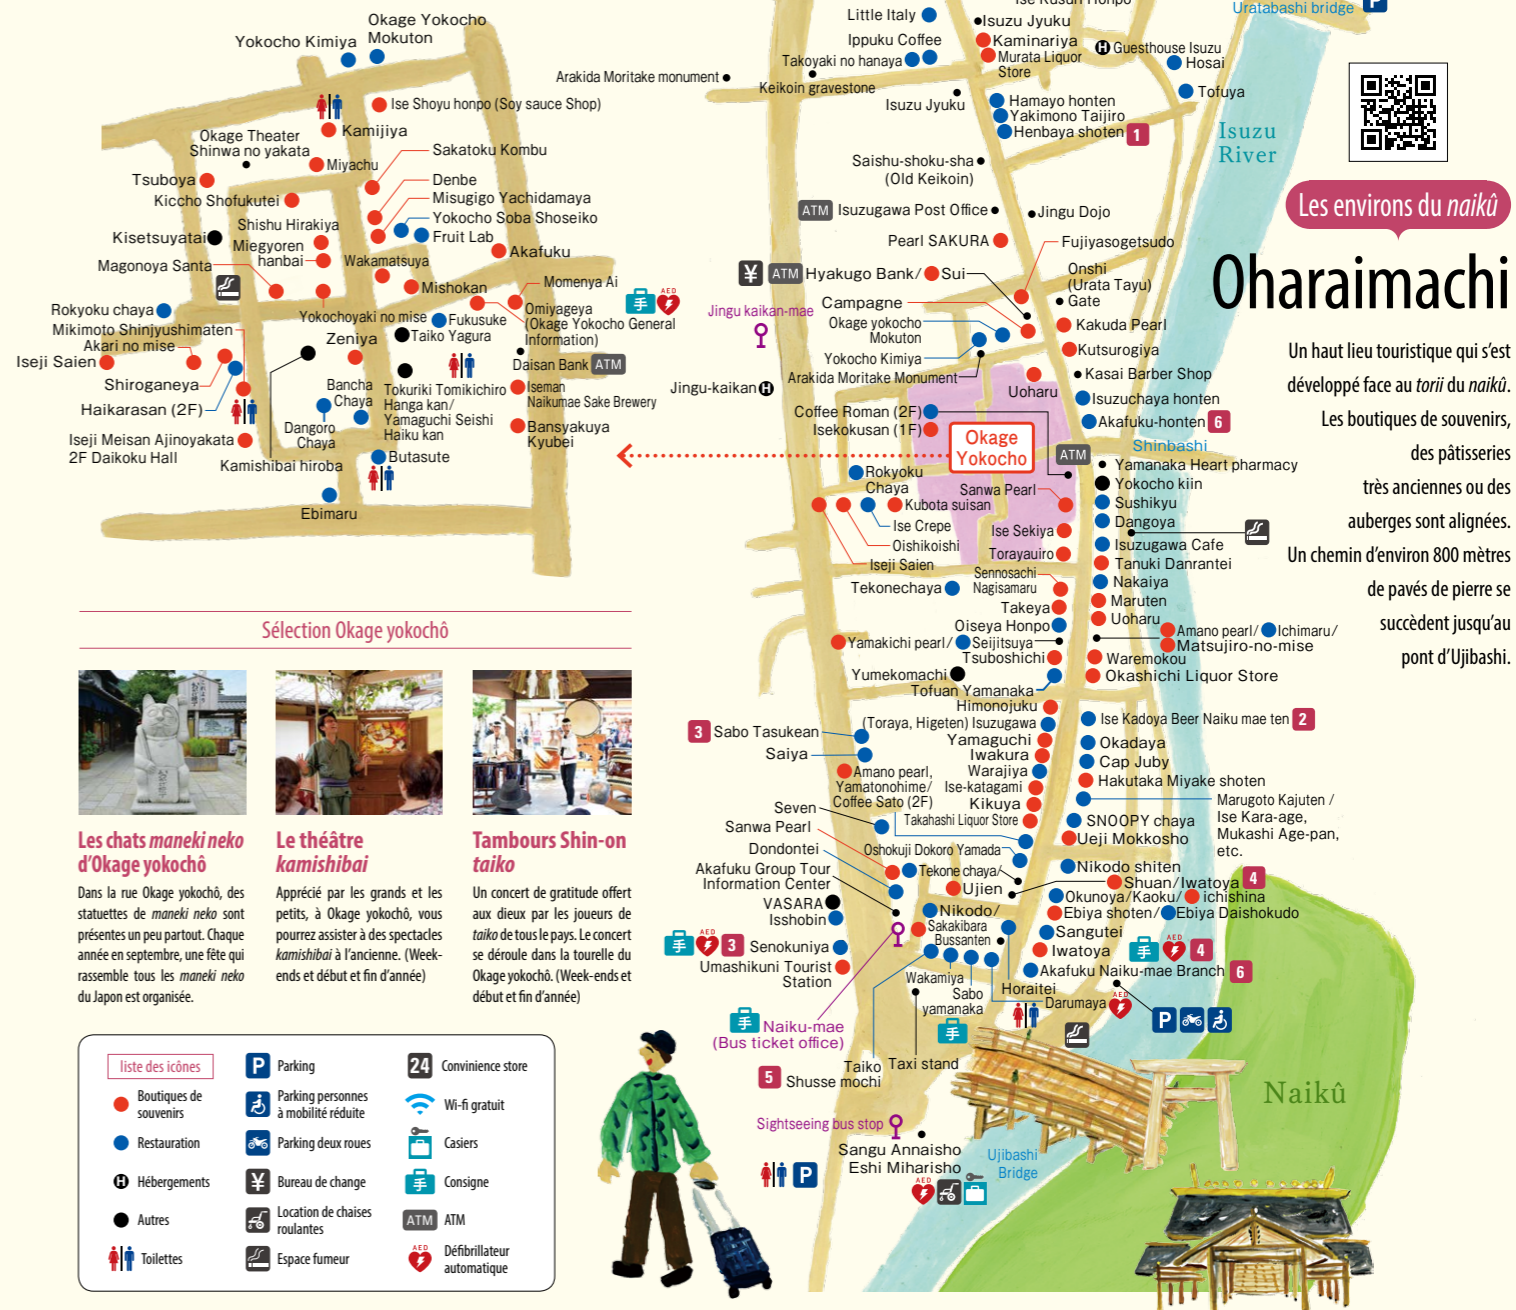 Okage Yokocho
Mokuton
Yokocho Kimiya
Ise Shoyu honpo (Soy sauce Shop)
Kamijiya
Okage Theater
Shinwa no yakata
Miyachu
Sakatoku Kombu
Tsuboya
Denbe
Kiccho Shofukutei
Misugigo Yachidamaya
Shishu Hirakiya
Yokocho Soba Shoseiko
Kisetsuyatai
Miegyoren
hanbai
Fruit Lab
Magonoya Santa
Wakamatsuya
Akafuku
Mishokan
Momenya Ai
Rokyoku chaya
Yokochoyaki no mise
Fukusuke
Omiyageya
(Okage Yokocho General
Information)
AED
Mikimoto Shinjyushimaten
Taiko Yagura
Akari no mise
Zeniya
Iseji Saien
Daisan Bank
ATM
Shiroganeya
Bancha
Chaya
Tokuriki Tomikichiro
Hanga kan/
Yamaguchi Seishi
Haiku kan
Iseman
Naikumae Sake Brewery
Haikarasan (2F)
Dangoro
Chaya
Bansyakuya
Kyubei
Iseji Meisan Ajinoyakata
2F Daikoku Hall
Kamishibai hiroba
Butasute
Ebimaru
Sélection Okage yokochô
Les chats maneki neko
d'Okage yokochô
Dans la rue Okage yokochô, des
statuettes de maneki neko sont
présentes un peu partout. Chaque
année en septembre, une fête qui
rassemble tous les maneki neko
du Japon est organisée.
Le théâtre
kamishibai
Apprécié par les grands et les
petits, à Okage yokochô, vous
pourrez assister à des spectacles
kamishibai à l'ancienne. (Week-
ends et début et fin d'année)
Tambours Shin-on
taiko
Un concert de gratitude offert
aux dieux par les joueurs de
taiko de tous le pays. Le concert
se déroule dans la tourelle du
Okage yokochô. (Week-ends et
début et fin d'année)
liste des icônes
Boutiques de
souvenirs
Restauration
H Hébergements
Autres
Toilettes
P Parking
Parking personnes
à mobilité réduite
Parking deux roues
¥ Bureau de change
Location de chaises
roulantes
Espace fumeur
24 Convinience store
Wi-fi gratuit
Casiers
手 Consigne
ATM ATM
AED Défibrillateur
automatique
Little Italy
Isuzu Jyuku
Uratabashi bridge
P
Ippuku Coffee
Kaminariya
H Guesthouse Isuzu
Takoyaki no hanaya
Murata Liquor
Store
Hosai
Arakida Moritake monument
Keikoin gravestone
Isuzu Jyuku
Hamayo honten
Tofuya
Yakimono Taijiro
Henbaya shoten 1
Isuzu
River
Saishu-shoku-sha
(Old Keikoin)
ATM Isuzugawa Post Office
Jingu Dojo
Pearl SAKURA
Fujiyasogetsudo
¥ ATM Hyakugo Bank/ Sui
Onshi
(Urata Tayu)
Gate
Campagne
Jingu kaikan-mae
Okage yokocho
Mokuton
Kakuda Pearl
Yokocho Kimiya
Kutsurogiya
Arakida Moritake Monument
Kasai Barber Shop
Jingu-kaikan H
Uoharu
Isuzuchaya honten
Coffee Roman (2F)
Isekokusan (1F)
Akafuku-honten 6
Okage
Yokocho
ATM
Shinbashi
Yamanaka Heart pharmacy
Rokyoku
Chaya
Sanwa Pearl
Yokocho kiin
Kubota suisan
Sushikyu
Ise Crepe
Ise Sekiya
Dangoya
Oishikoishi
Isuzugawa Cafe
Iseji Saien
Torayauiro
Tanuki Danrantei
Tekonechaya
Sennosachi
Nagisamaru
Nakaiya
Takeya
Maruten
Oiseya Honpo
Uoharu
Yamakichi pearl/ Seijitsuya
Amano pearl/ Ichimaru/
Matsujiro-no-mise
Tsuboshichi
Waremokou
Yumekomachi
Okashichi Liquor Store
Tofuan Yamanaka
Himonojuku
(Toraya, Higeten) Isuzugawa
Ise Kadoya Beer Naiku mae ten 2
3 Sabo Tasukean
Yamaguchi
Okadaya
Saiya
Iwakura
Cap Juby
Amano pearl,
Yamatonohime/
Coffee Sato (2F)
Warajiya
Hakutaka Miyake shoten
Ise-katagami
Kikuya
Marugoto Kajuten /
Ise Kara-age,
Mukashi Age-pan,
etc.
Seven
Takahashi Liquor Store
SNOOPY chaya
Sanwa Pearl
Ueji Mokkosho
Dondontei
Oshokuji Dokoro Yamada
Akafuku Group Tour
Information Center
Tekone chaya/
Nikodo shiten
Ujien
Shuan/Iwatoya 4
VASARA
Okunoya/Kaoku/ ichishina
Isshobin
Nikodo/
Ebiya shoten/ Ebiya Daishokudo
Sakakibara
Bussanten
Sangutei
手 AED 3 Senokuniya
Iwatoya
手 AED 4
Umashikuni Tourist
Station
Akafuku Naiku-mae Branch 6
Wakamiya
Horaitei
Sabo
yamanaka
Darumaya
AED
P
手 Naiku-mae
(Bus ticket office)
手
Taiko
5 Shusse mochi
Taxi stand
Sightseeing bus stop
Sangu Annaisho
Eshi Miharisho
P
AED
Ujibashi
Bridge
Naikû
Les environs du naikû
Oharaimachi
Un haut lieu touristique qui s'est
développé face au torii du naikû.
Les boutiques de souvenirs,
des pâtisseries
très anciennes ou des
auberges sont alignées.
Un chemin d'environ 800 mètres
de pavés de pierre se
succèdent jusqu'au
pont d'Ujibashi.